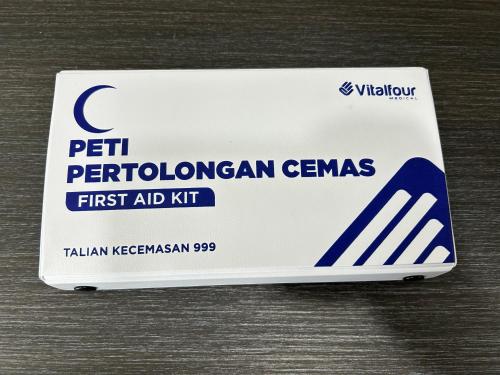 Vitalfour
MEDICAL
PETI
PERTOLONGAN CEMAS
FIRST AID KIT
TALIAN KECEMASAN 999